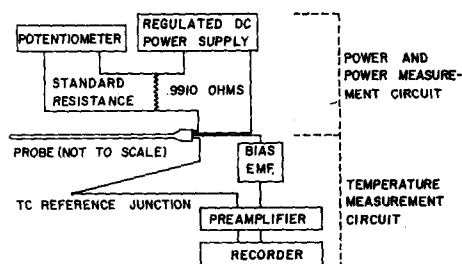 POTENTIOMETER
REGULATED DC
POWER SUPPLY
STANDARD
RESISTANCE
.9910 OHMS
POWER AND
POWER MEASURE-
MENT CIRCUIT
PROBE (NOT TO SCALE)
BIAS
EMF.
TC REFERENCE JUNCTION
TEMPERATURE
MEASUREMENT
CIRCUIT
PREAMPLIFIER
RECORDER